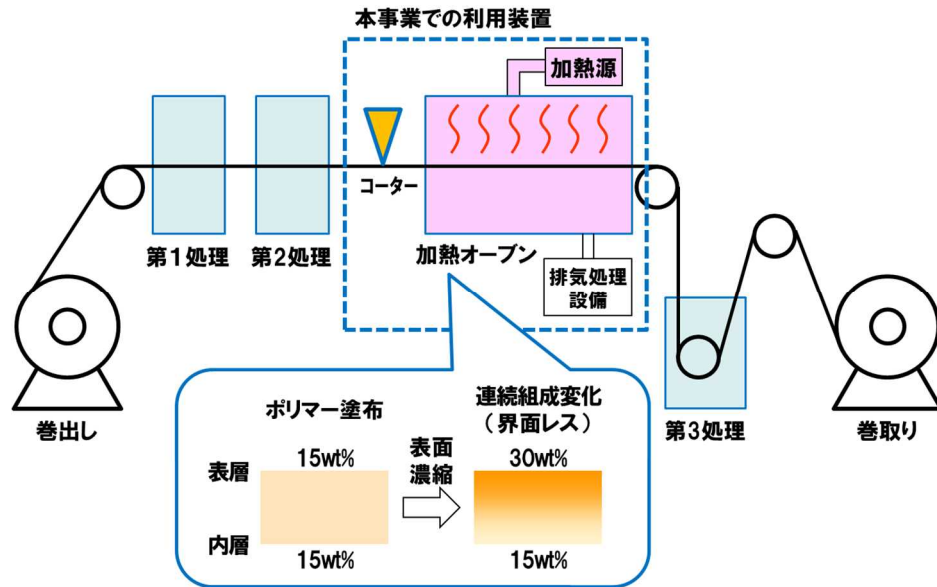 本事業での利用装置
加熱源
コーター
第1処理
第2処理
加熱オーブン
排気処理
設備
巻出し
第3処理
巻取り
ポリマー塗布
連続組成変化
(界面レス)
15wt%
表面
濃縮
30wt%
表層
内層
15wt%
15wt%